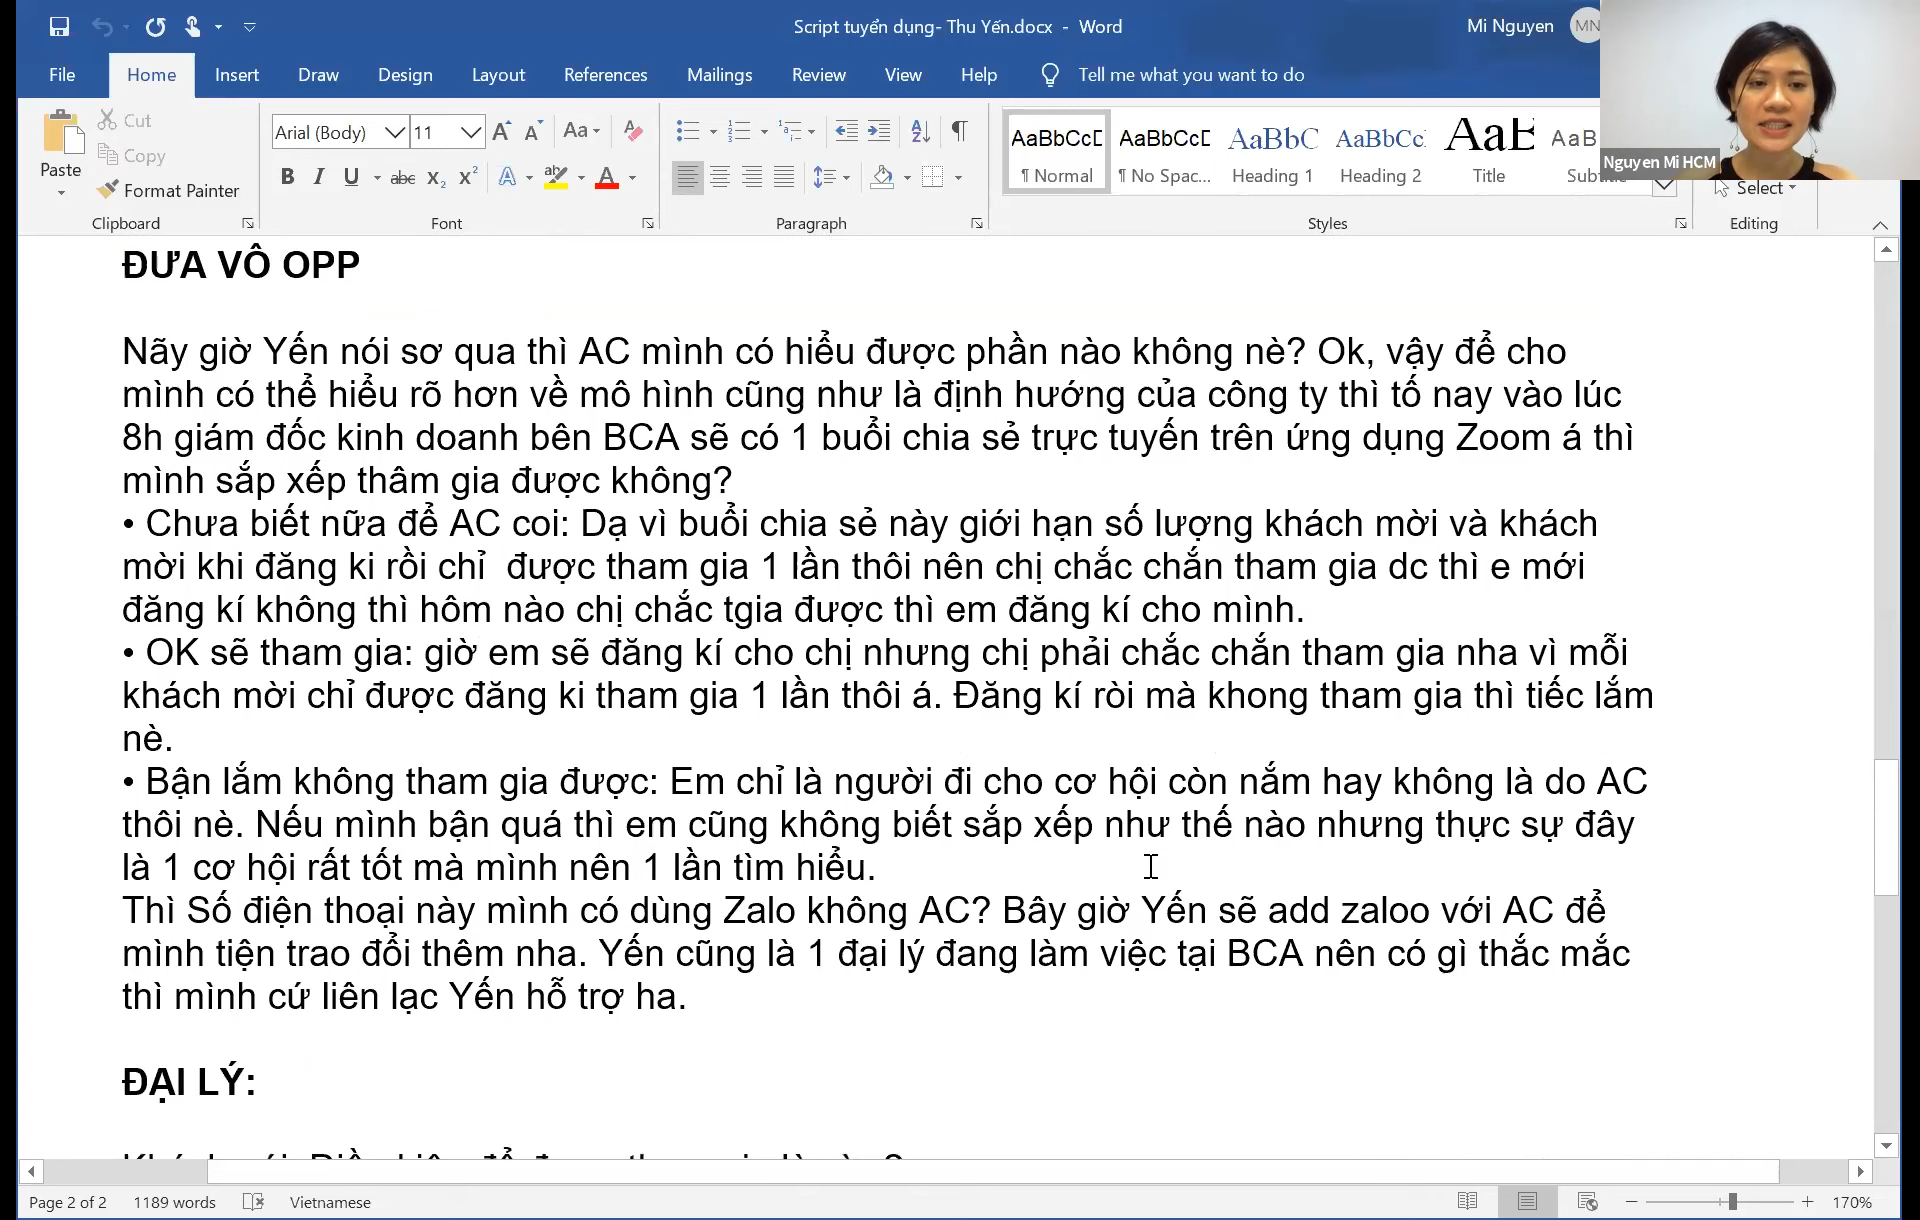 Script tuyển dụng- Thu Yến.docx - Word
Mi Nguyen MN
File Home Insert Draw Design Layout References Mailings Review View Help Tell me what you want to do
Paste
Cut
Copy
Format Painter
Clipboard
Arial (Body) 11
Font
Paragraph
AaBbCcD AaBbCcD AaBbC AaBbCc AaB AaB
¶ Normal ¶ No Spac... Heading 1 Heading 2 Title
Styles
Select
Editing
Nguyen Mi HCM
ĐƯA VÔ OPP
Nãy giờ Yến nói sơ qua thì AC mình có hiểu được phần nào không nè? Ok, vậy để cho
mình có thể hiểu rõ hơn về mô hình cũng như là định hướng của công ty thì tố nay vào lúc
8h giám đốc kinh doanh bên BCA sẽ có 1 buổi chia sẻ trực tuyến trên ứng dụng Zoom á thì
mình sắp xếp thâm gia được không?
• Chưa biết nữa để AC coi: Dạ vì buổi chia sẻ này giới hạn số lượng khách mời và khách
mời khi đăng ki rồi chỉ  được tham gia 1 lần thôi nên chị chắc chắn tham gia dc thì e mới
đăng kí không thì hôm nào chị chắc tgia được thì em đăng kí cho mình.
• OK sẽ tham gia: giờ em sẽ đăng kí cho chị nhưng chị phải chắc chắn tham gia nha vì mỗi
khách mời chỉ được đăng ki tham gia 1 lần thôi á. Đăng kí ròi mà khong tham gia thì tiếc lắm
nè.
• Bận lắm không tham gia được: Em chỉ là người đi cho cơ hội còn nắm hay không là do AC
thôi nè. Nếu mình bận quá thì em cũng không biết sắp xếp như thế nào nhưng thực sự đây
là 1 cơ hội rất tốt mà mình nên 1 lần tìm hiểu.
Thì Số điện thoại này mình có dùng Zalo không AC? Bây giờ Yến sẽ add zaloo với AC để
mình tiện trao đổi thêm nha. Yến cũng là 1 đại lý đang làm việc tại BCA nên có gì thắc mắc
thì mình cứ liên lạc Yến hỗ trợ ha.
ĐẠI LÝ:
Page 2 of 2 1189 words Vietnamese 170%